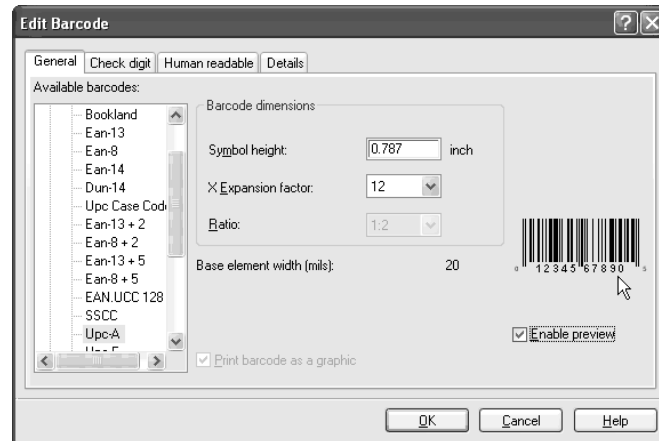 Edit Barcode
General Check digit Human readable Details
Available barcodes:
Bookland
Ean-13
Ean-8
Ean-14
Dun-14
Upc Case Code
Ean-13 + 2
Ean-8 + 2
Ean-13 + 5
Ean-8 + 5
EAN.UCC 128
SSCC
Upc-A
Barcode dimensions
Symbol height: 0.787 inch
X Expansion factor: 12
Ratio: 1:2
Base element width (mils): 20
0 12345 67890 5
Enable preview
Print barcode as a graphic
OK Cancel Help